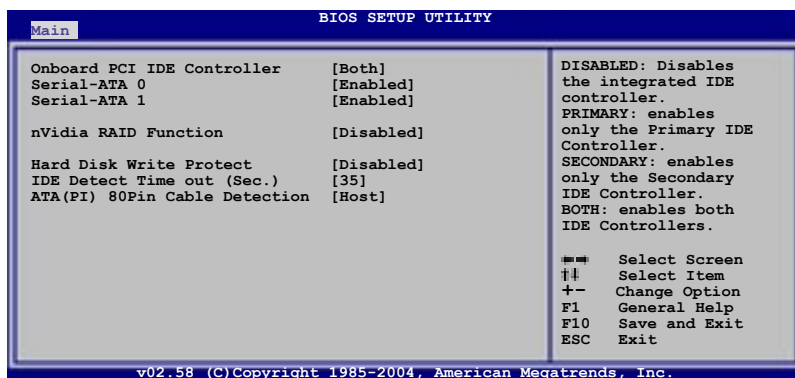 BIOS SETUP UTILITY
Main
Onboard PCI IDE Controller [Both]
Serial-ATA 0 [Enabled]
Serial-ATA 1 [Enabled]
nVidia RAID Function [Disabled]
Hard Disk Write Protect [Disabled]
IDE Detect Time out (Sec.) [35]
ATA(PI) 80Pin Cable Detection [Host]
DISABLED: Disables
the integrated IDE
controller.
PRIMARY: enables
only the Primary IDE
Controller.
SECONDARY: enables
only the Secondary
IDE Controller.
BOTH: enables both
IDE Controllers.
Select Screen
Select Item
+- Change Option
F1 General Help
F10 Save and Exit
ESC Exit
v02.58 (C)Copyright 1985-2004, American Megatrends, Inc.